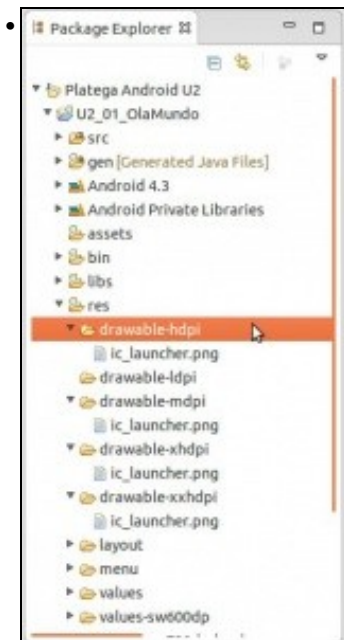 Package Explorer
Platega Android U2
U2_01_OlaMundo
src
gen [Generated Java Files]
Android 4.3
Android Private Libraries
assets
bin
libs
res
drawable-hdpi
ic_launcher.png
drawable-ldpi
drawable-mdpi
ic_launcher.png
drawable-xhdpi
ic_launcher.png
drawable-xxhdpi
ic_launcher.png
layout
menu
values
values-sw600dp